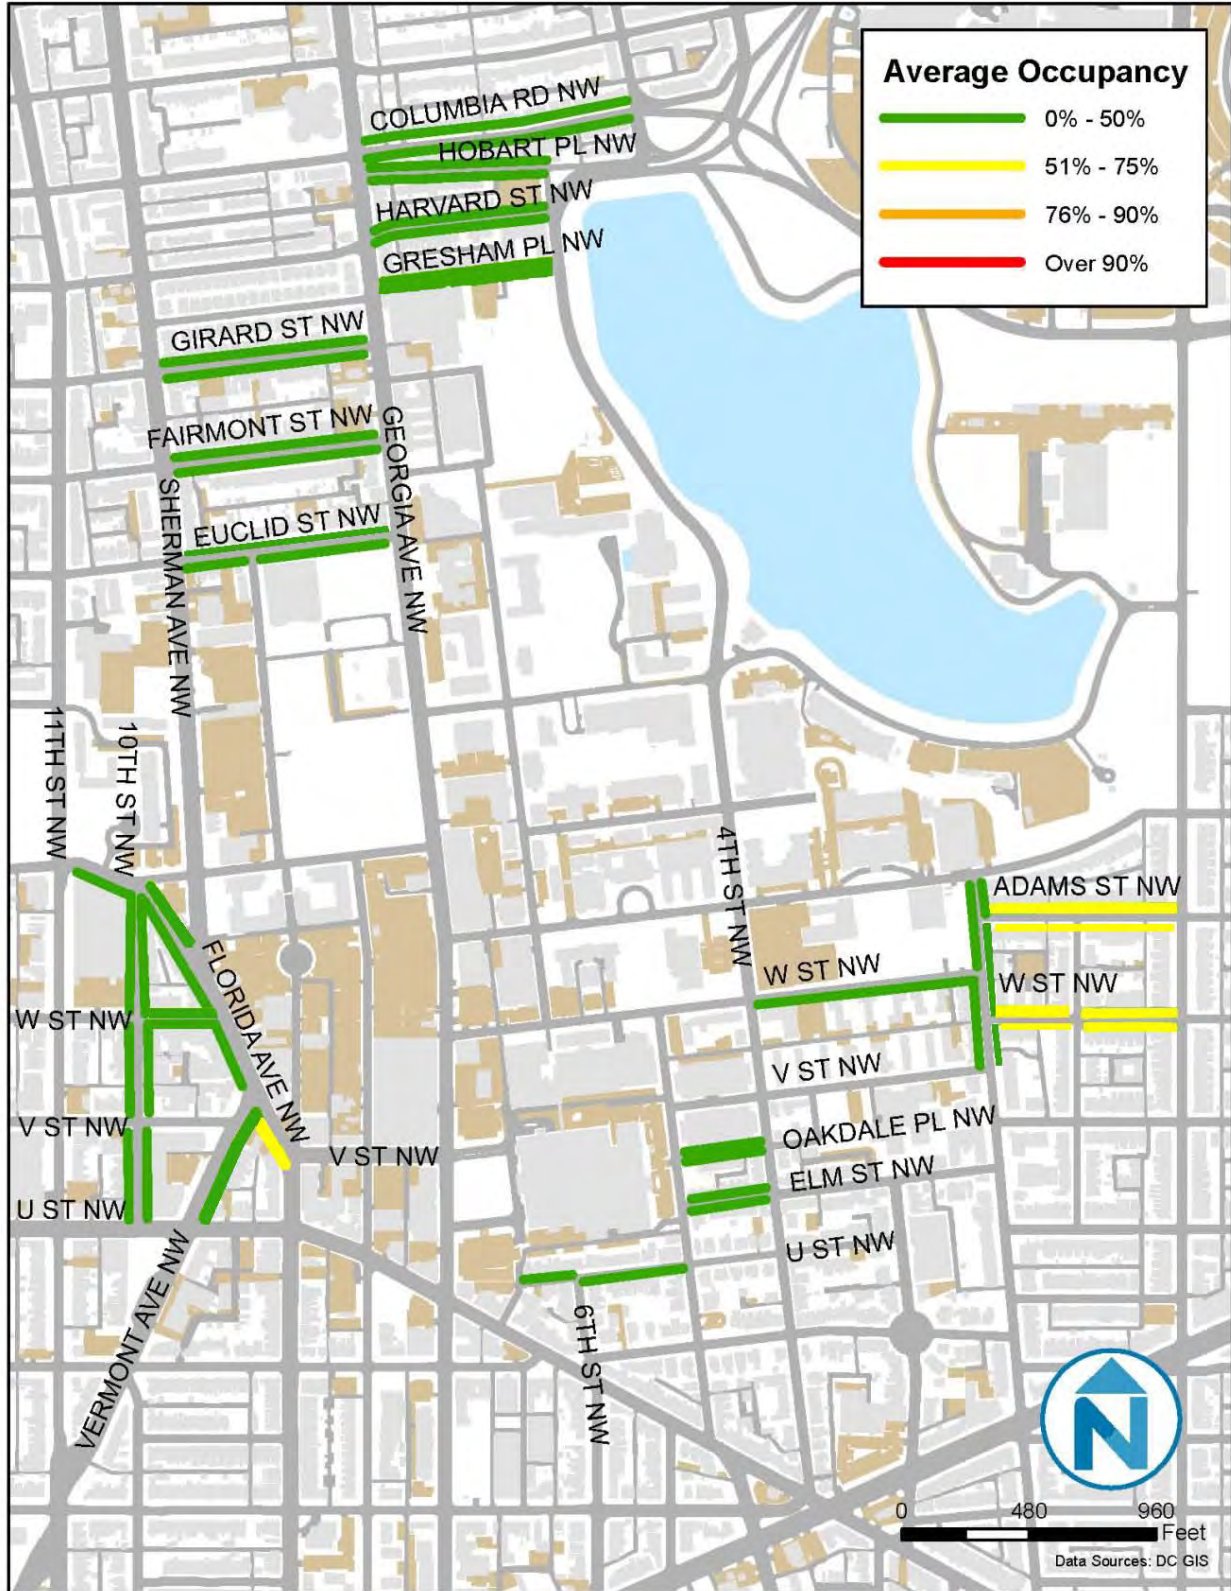 Average Occupancy
0% - 50%
51% - 75%
76% - 90%
Over 90%
COLUMBIA RD NW
HOBART PL NW
HARVARD ST NW
GRESHAM PL NW
GIRARD ST NW
FAIRMONT ST NW
GEORGIA AVE NW
SHERMAN AVE NW
EUCLID ST NW
11TH ST NW
10TH ST NW
4TH ST NW
ADAMS ST NW
FLORIDA AVE NW
W ST NW
W ST NW
W ST NW
V ST NW
V ST NW
V ST NW
OAKDALE PL NW
ELM ST NW
U ST NW
U ST NW
VERMONT AVE NW
6TH ST NW
N
0 480 960
Feet
Data Sources: DC GIS